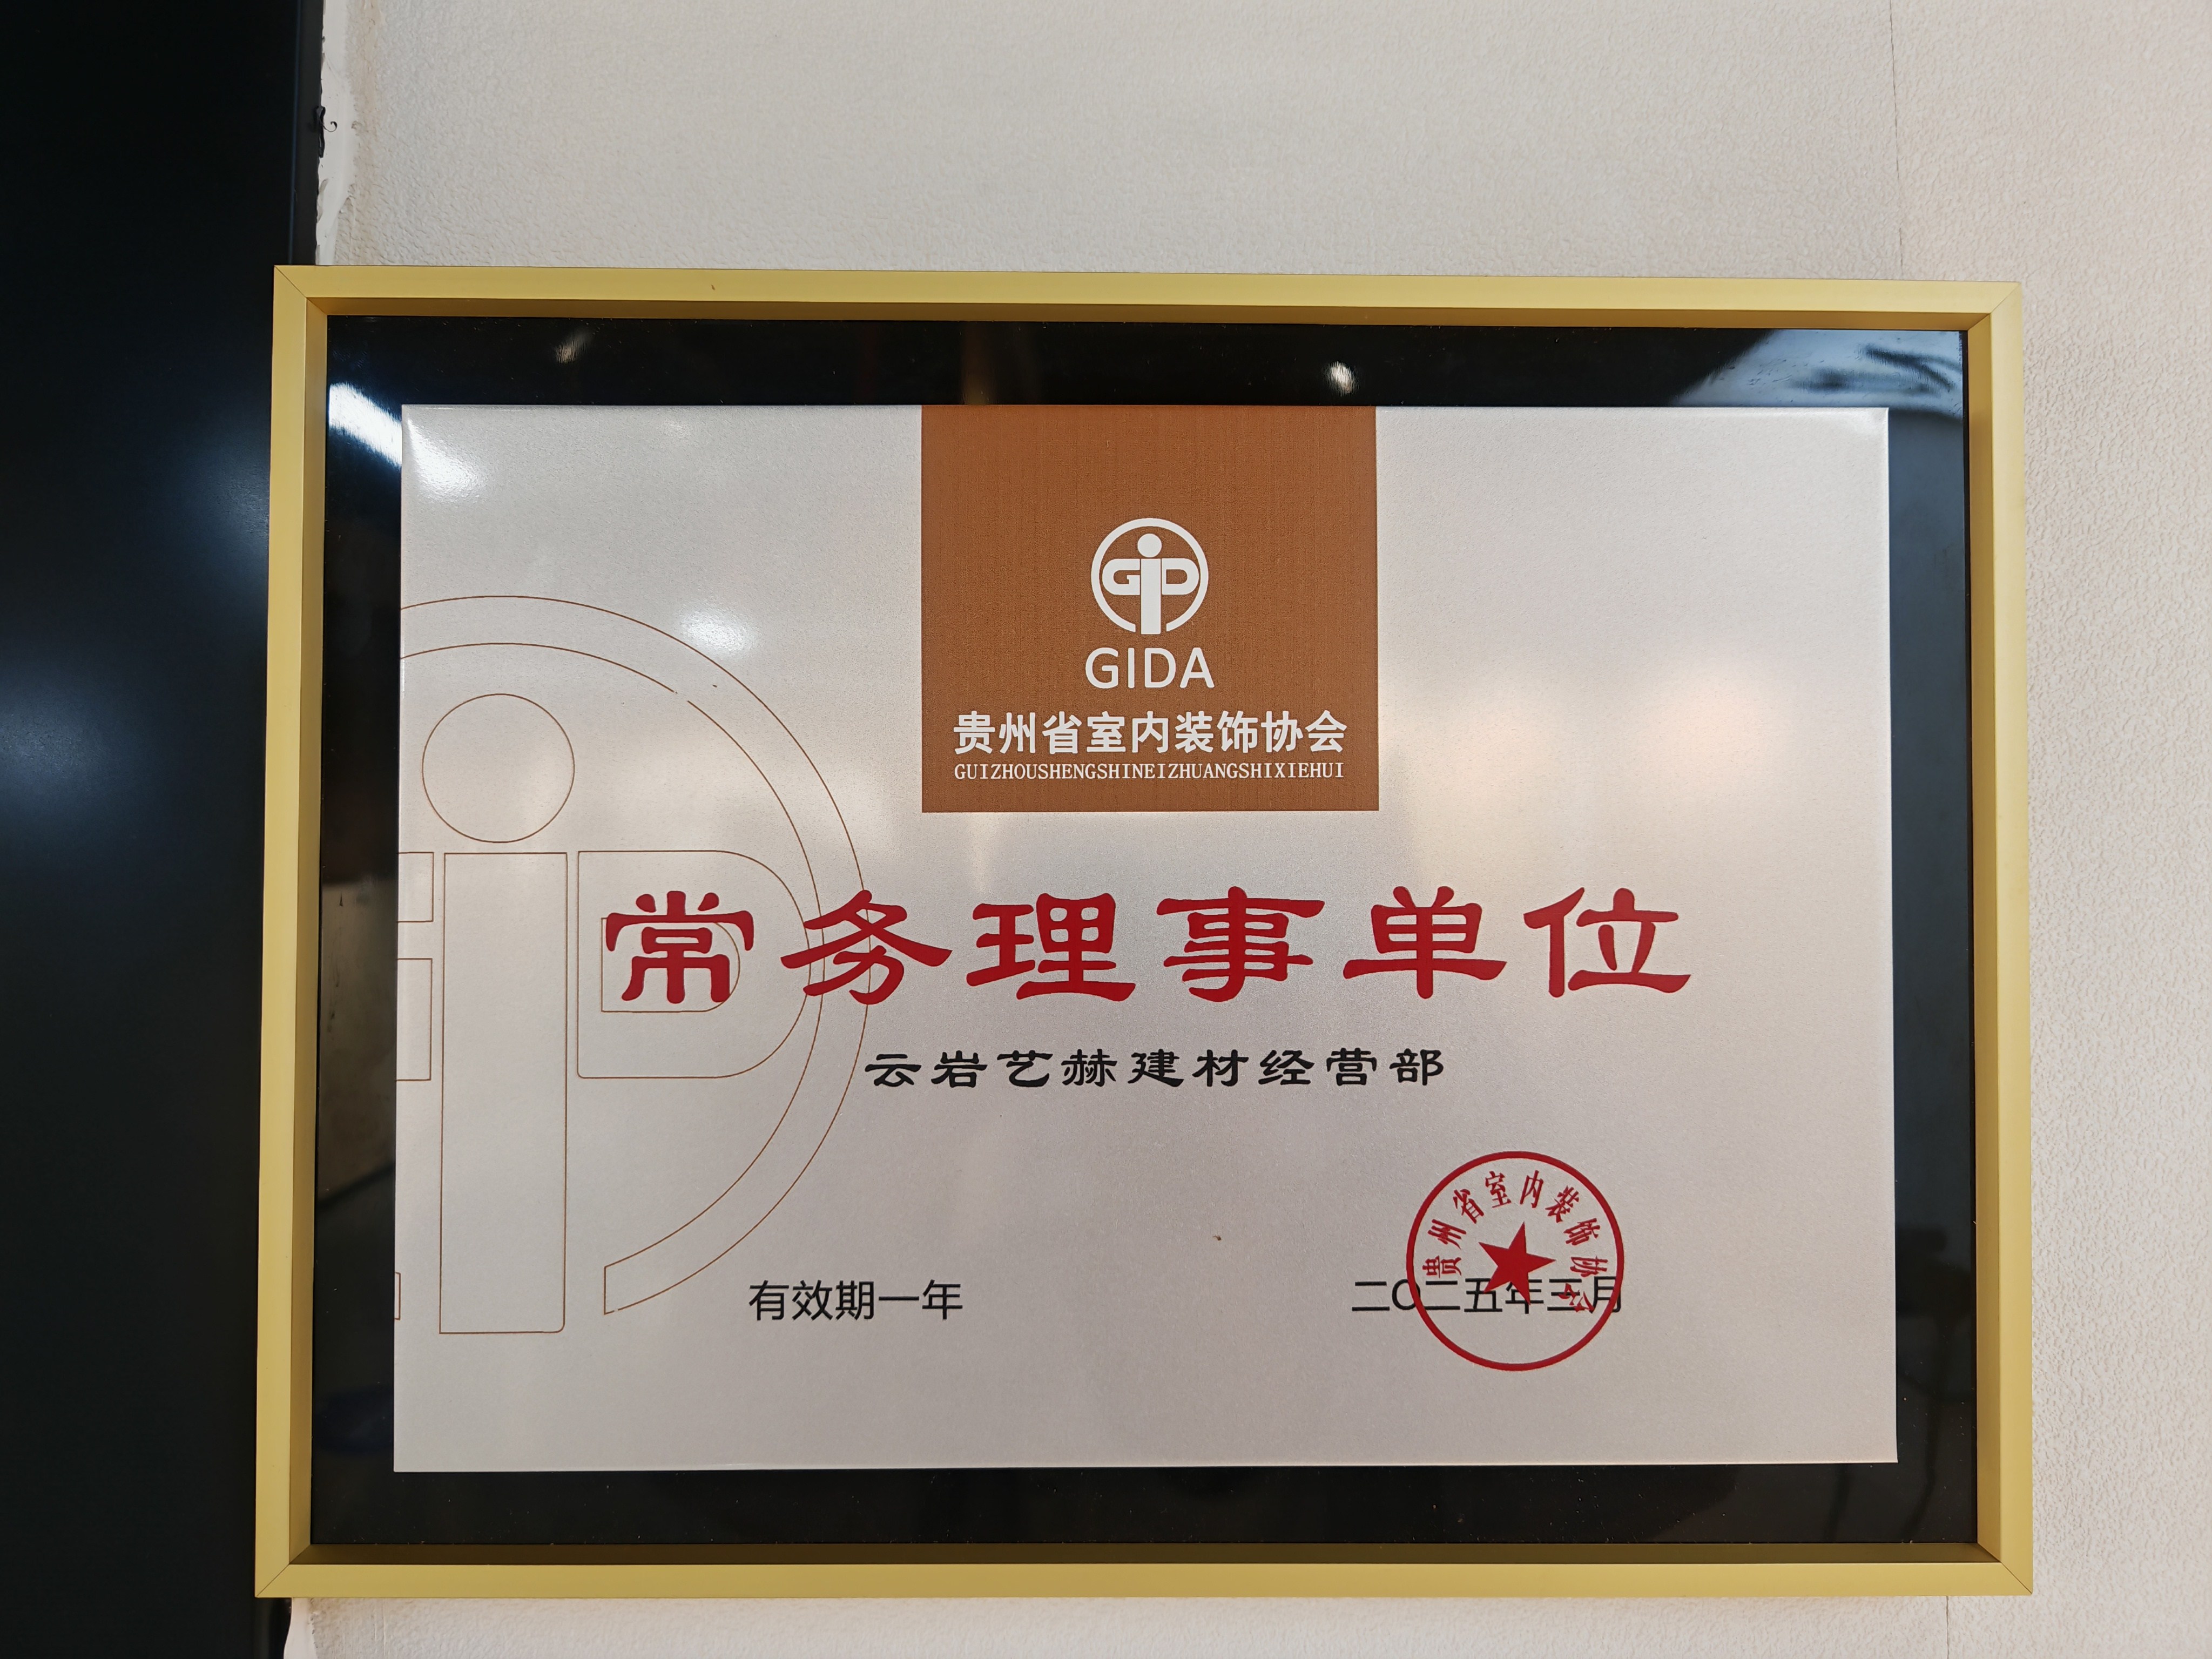 GID
GIDA
贵州省室内装饰协会
GUIZHOUSHENGSHINEIZHUANGSHIXIEHUI
常务理事单位
云岩艺赫建材经营部
有效期一年
二〇二五年三月
贵州省室内装饰协会